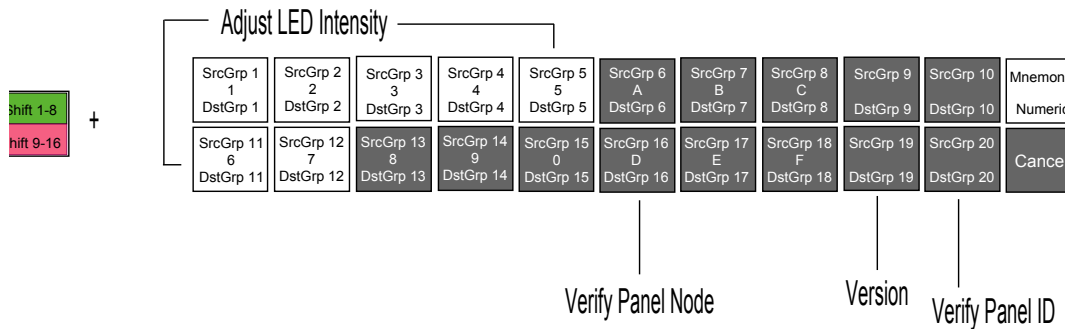 Adjust LED Intensity
Shift 1-8
hift 9-16
+
SrcGrp 1
1
DstGrp 1
SrcGrp 2
2
DstGrp 2
SrcGrp 3
3
DstGrp 3
SrcGrp 4
4
DstGrp 4
SrcGrp 5
5
DstGrp 5
SrcGrp 6
A
DstGrp 6
SrcGrp 7
B
DstGrp 7
SrcGrp 8
C
DstGrp 8
SrcGrp 9
DstGrp 9
SrcGrp 10
DstGrp 10
Mnemon
Numeric
SrcGrp 11
6
DstGrp 11
SrcGrp 12
7
DstGrp 12
SrcGrp 13
8
DstGrp 13
SrcGrp 14
9
DstGrp 14
SrcGrp 15
0
DstGrp 15
SrcGrp 16
D
DstGrp 16
SrcGrp 17
E
DstGrp 17
SrcGrp 18
F
DstGrp 18
SrcGrp 19
DstGrp 19
SrcGrp 20
DstGrp 20
Cance
Verify Panel Node
Version
Verify Panel ID